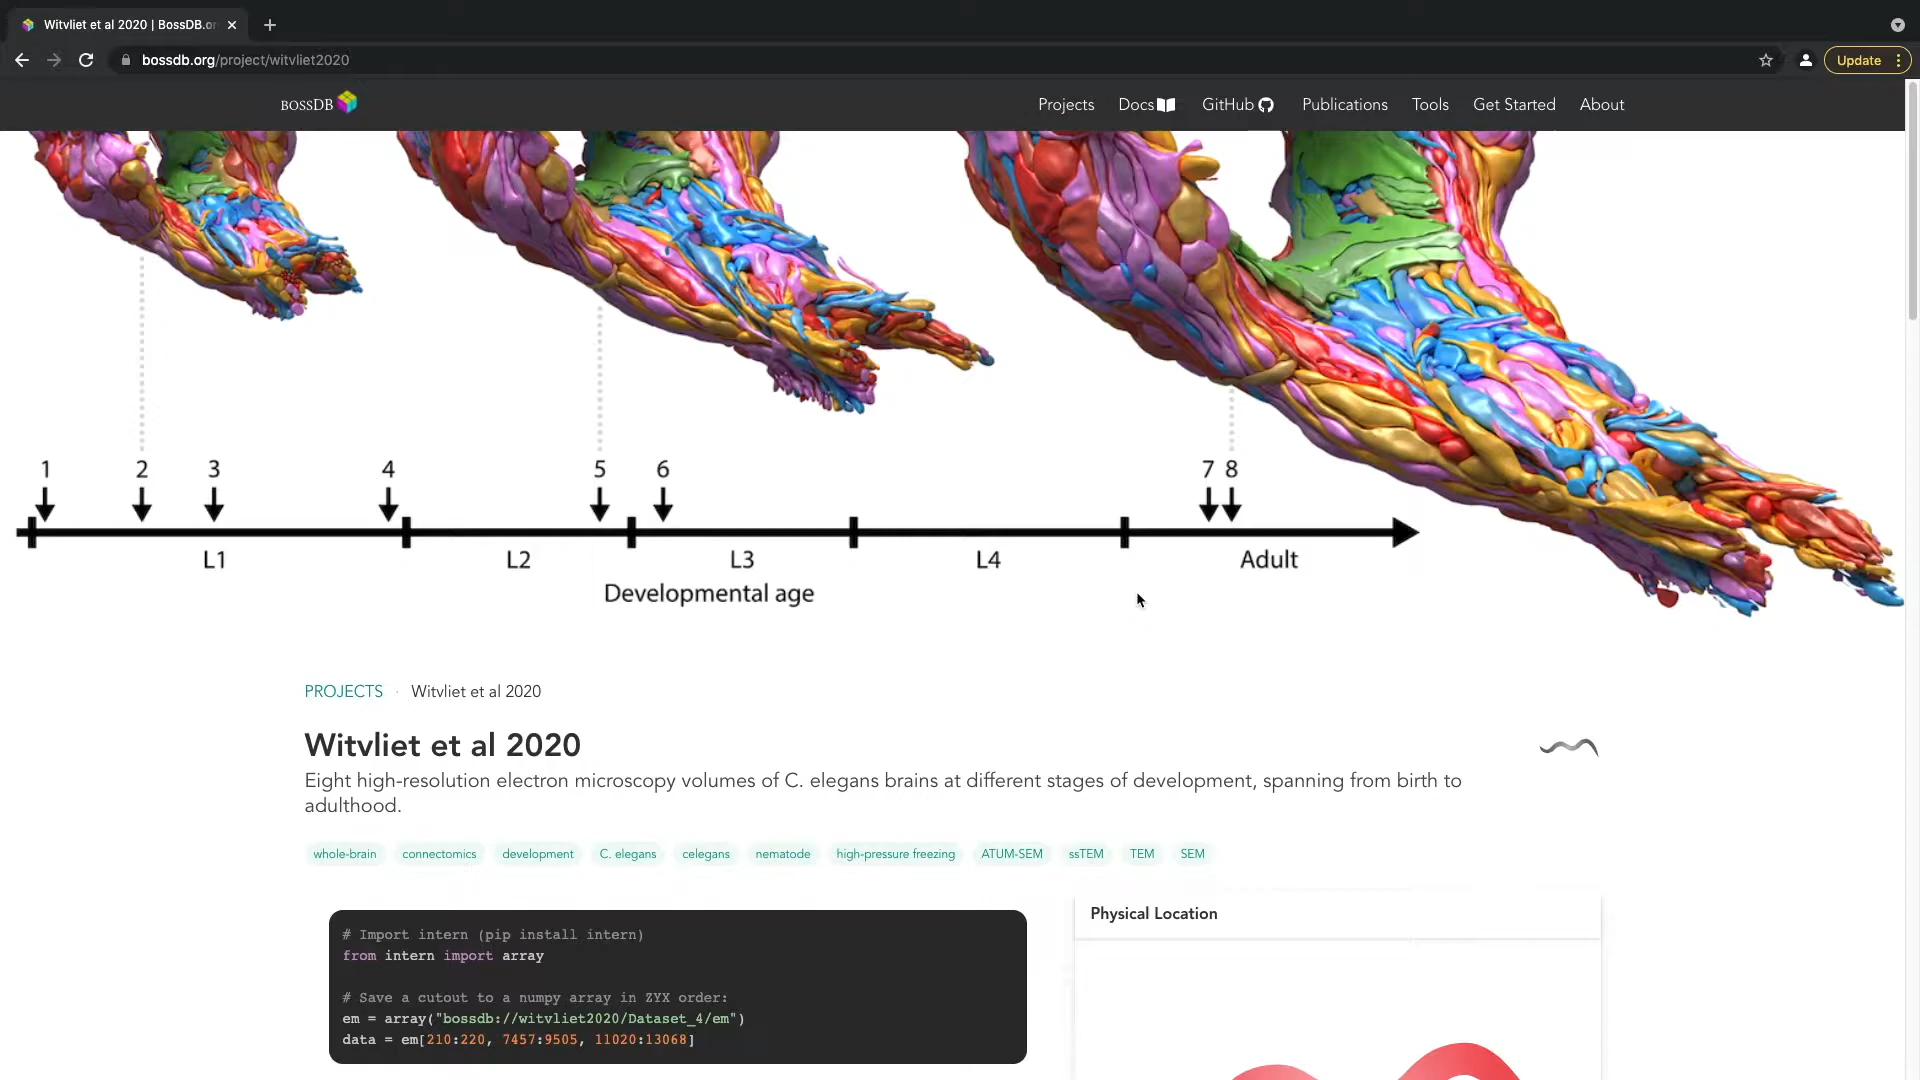 Witvliet et al 2020 | BossDB.or
bossdb.org/project/witvliet2020
Update
BOSSDB
Projects Docs GitHub Publications Tools Get Started About
1 2 3 4 5 6 7 8
L1 L2 L3 L4 Adult
Developmental age
PROJECTS · Witvliet et al 2020
Witvliet et al 2020
Eight high-resolution electron microscopy volumes of C. elegans brains at different stages of development, spanning from birth to
adulthood.
whole-brain connectomics development C. elegans celegans nematode high-pressure freezing ATUM-SEM ssTEM TEM SEM
Physical Location
# Import intern (pip install intern)
from intern import array
# Save a cutout to a numpy array in ZYX order:
em = array("bossdb://witvliet2020/Dataset_4/em")
data = em[210:220, 7457:9505, 11020:13068]